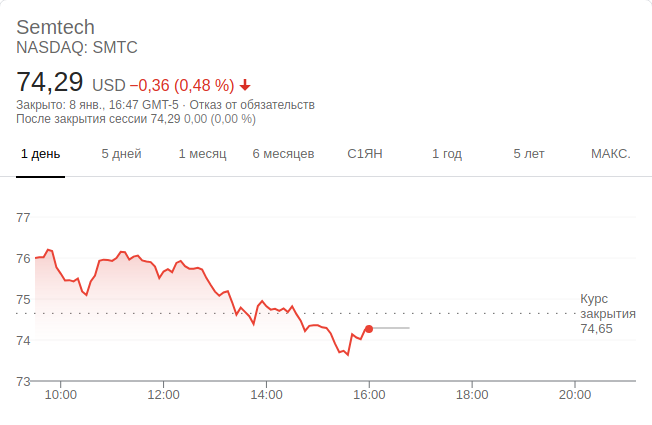 Semtech
NASDAQ: SMTC
74,29 USD −0,36 (0,48 %)
Закрыто: 8 янв., 16:47 GMT-5 · Отказ от обязательств
После закрытия сессии 74,29 0,00 (0,00 %)
1 день 5 дней 1 месяц 6 месяцев С1ЯН 1 год 5 лет МАКС.
77
76
75
Курс
закрытия
74,65
74
73
10:00 12:00 14:00 16:00 18:00 20:00